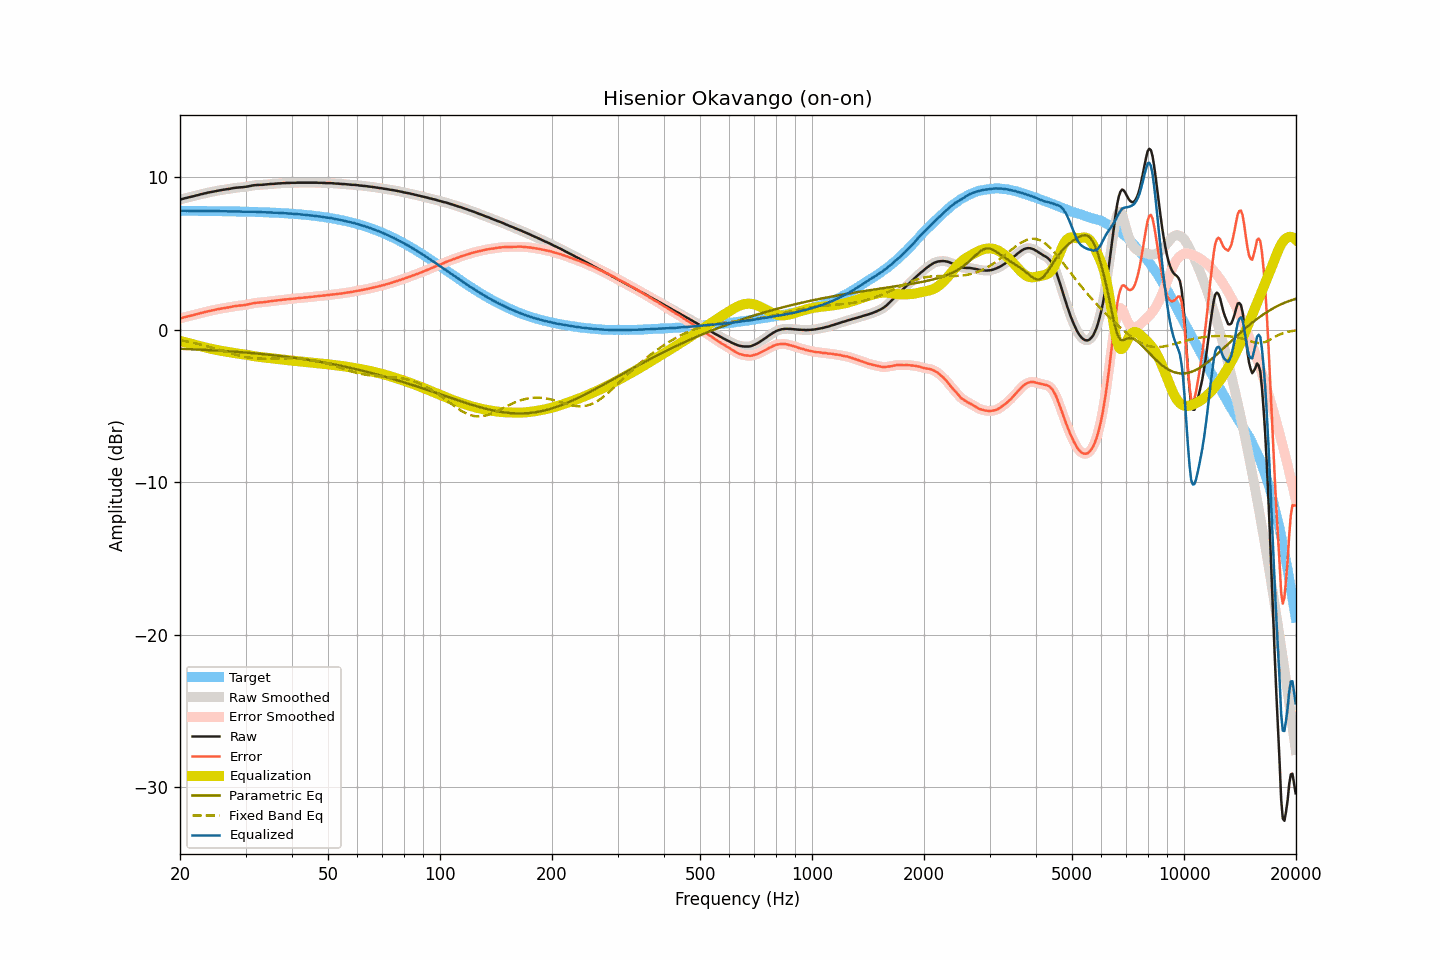 Hisenior Okavango (on-on)
Amplitude (dBr)
10
0
−10
−20
−30
Target
Raw Smoothed
Error Smoothed
Raw
Error
Equalization
Parametric Eq
Fixed Band Eq
Equalized
20 50 100 200 500 1000 2000 5000 10000 20000
Frequency (Hz)